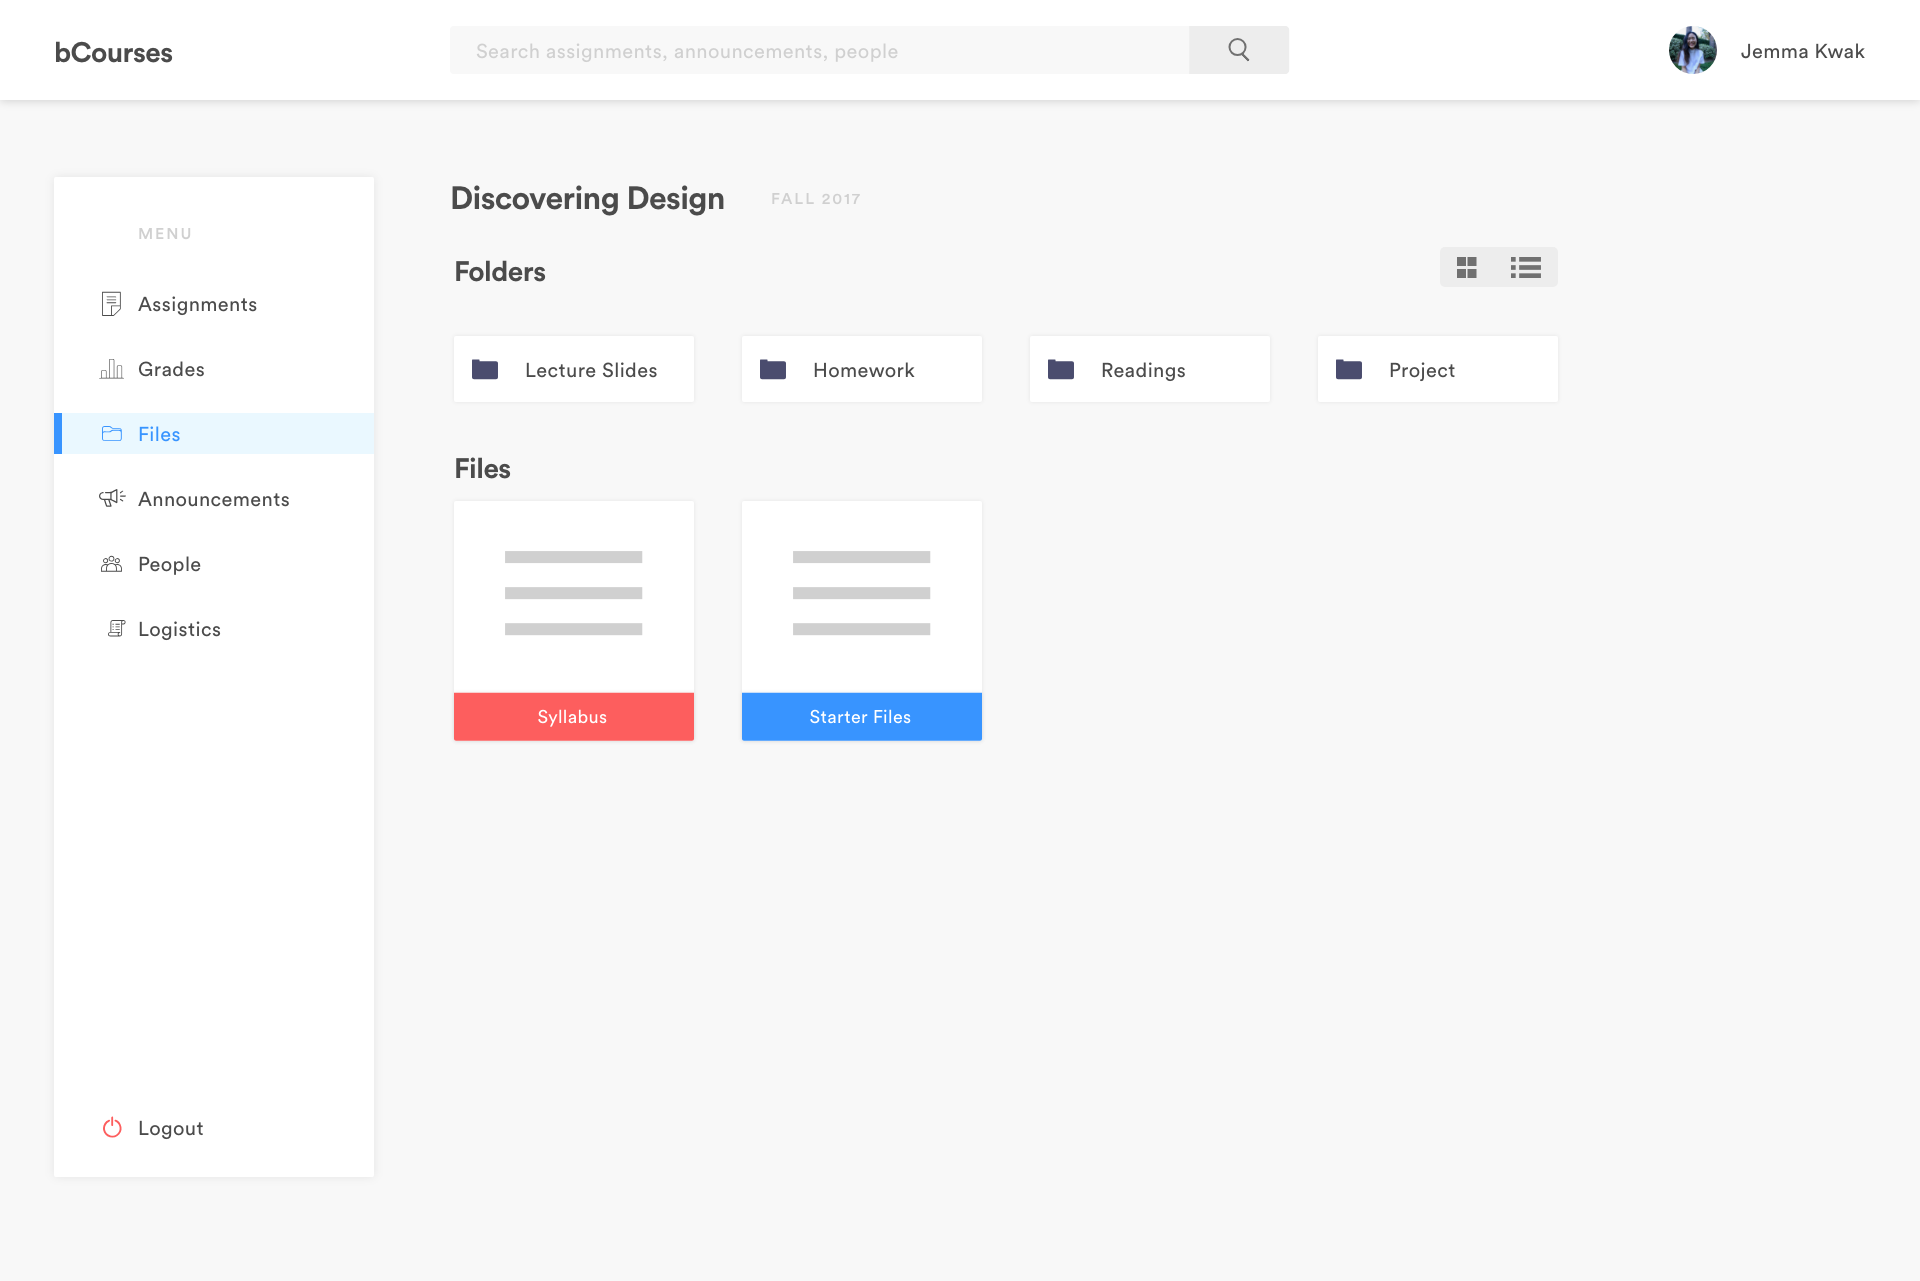 bCourses
Search assignments, announcements, people
Jemma Kwak
MENU
Assignments
Grades
Files
Announcements
People
Logistics
Logout
Discovering Design
FALL 2017
Folders
Lecture Slides
Homework
Readings
Project
Files
Syllabus
Starter Files